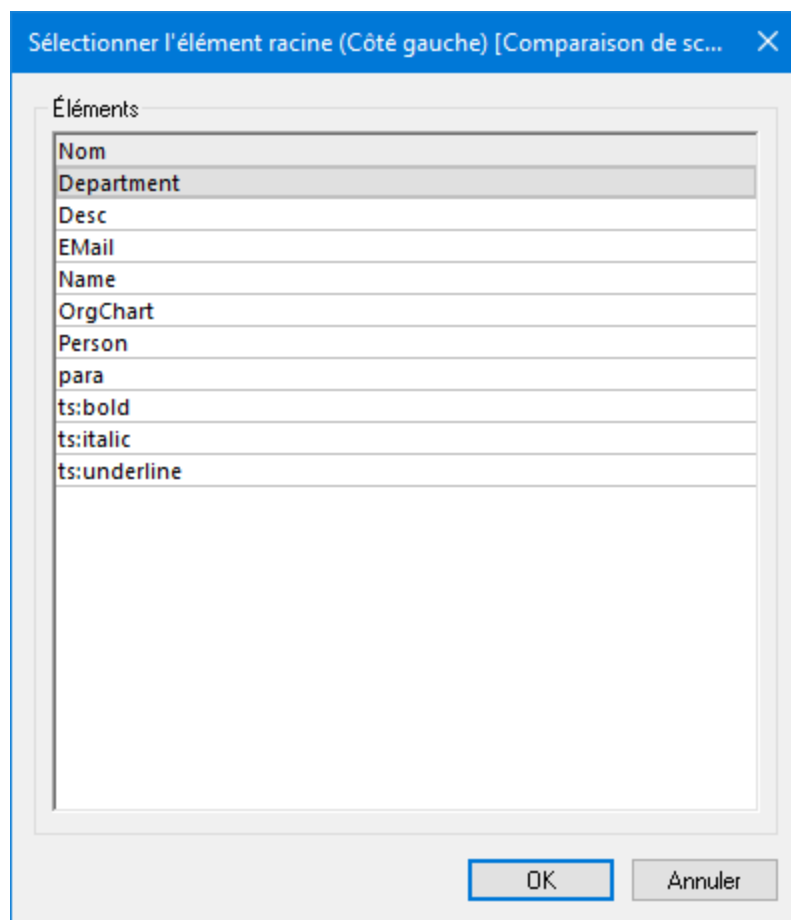 Sélectionner l'élément racine (Côté gauche) [Comparaison de sc...
Éléments
Nom
Department
Desc
EMail
Name
OrgChart
Person
para
ts:bold
ts:italic
ts:underline
OK
Annuler